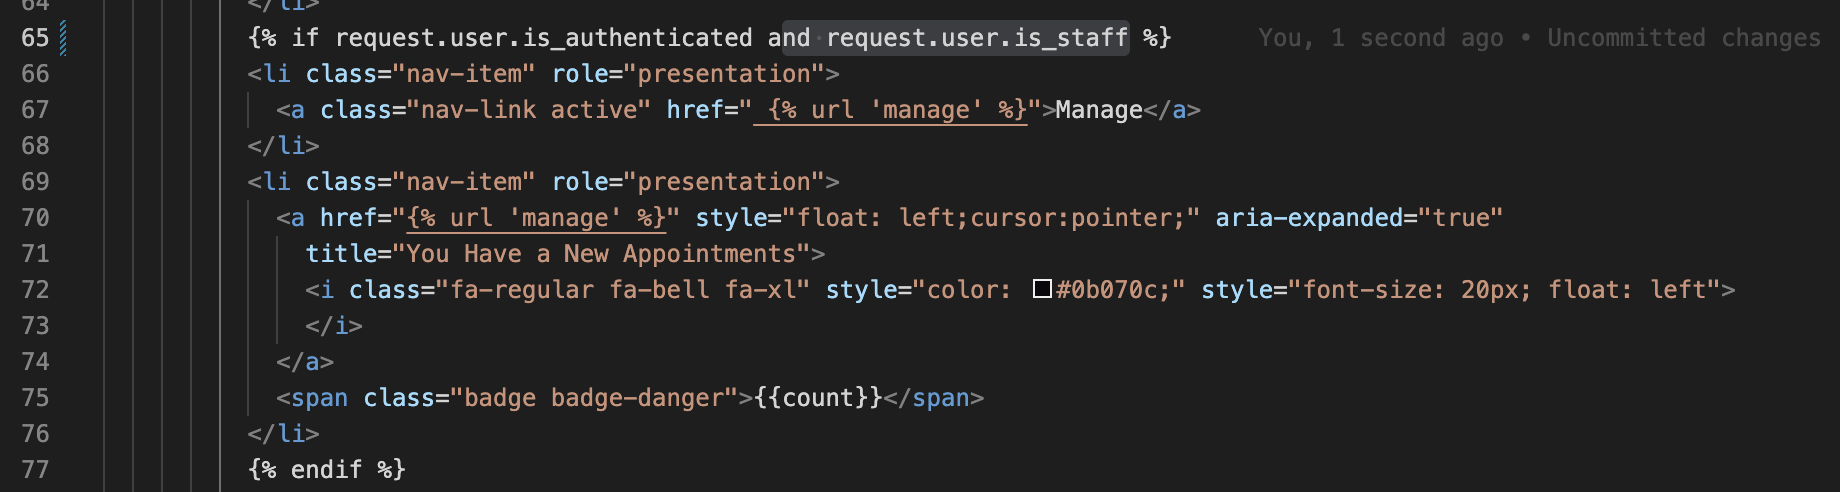 64 </li>
65 {% if request.user.is_authenticated and request.user.is_staff %} You, 1 second ago • Uncommitted changes
66 <li class="nav-item" role="presentation">
67 <a class="nav-link active" href=" {% url 'manage' %}">Manage</a>
68 </li>
69 <li class="nav-item" role="presentation">
70 <a href="{% url 'manage' %}" style="float: left;cursor:pointer;" aria-expanded="true"
71 title="You Have a New Appointments">
72 <i class="fa-regular fa-bell fa-xl" style="color: #0b070c;" style="font-size: 20px; float: left">
73 </i>
74 </a>
75 <span class="badge badge-danger">{{count}}</span>
76 </li>
77 {% endif %}